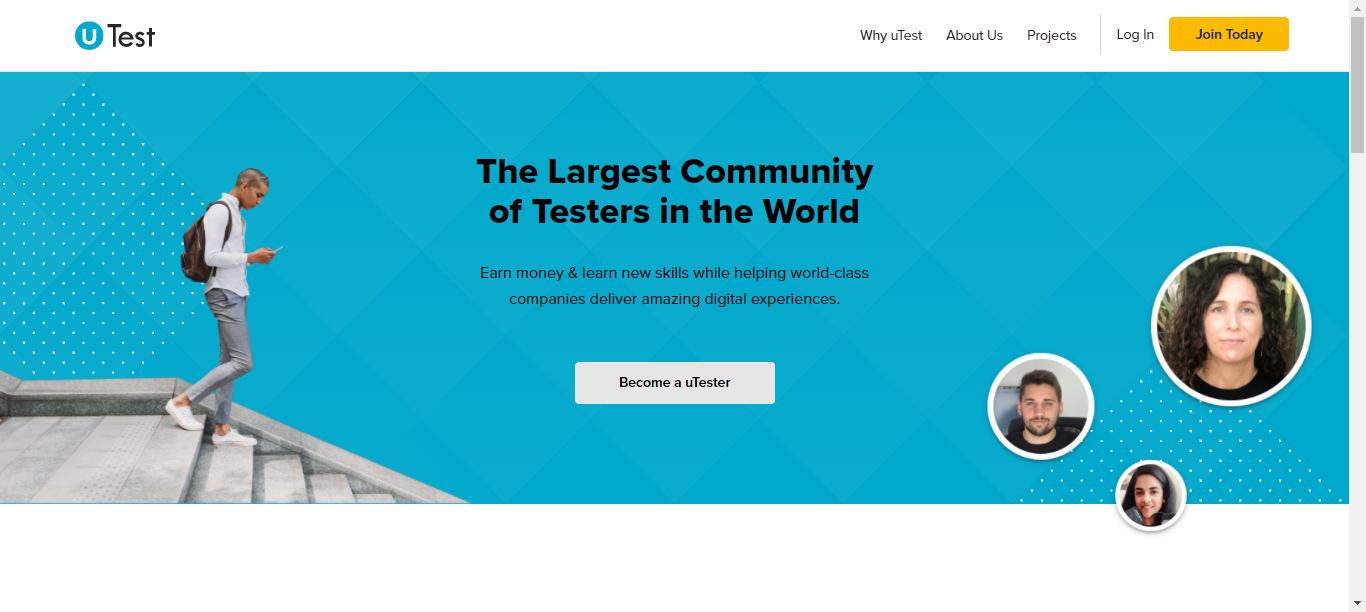 uTest
Why uTest
About Us
Projects
Log In
Join Today
The Largest Community
of Testers in the World
Earn money & learn new skills while helping world-class
companies deliver amazing digital experiences.
Become a uTester